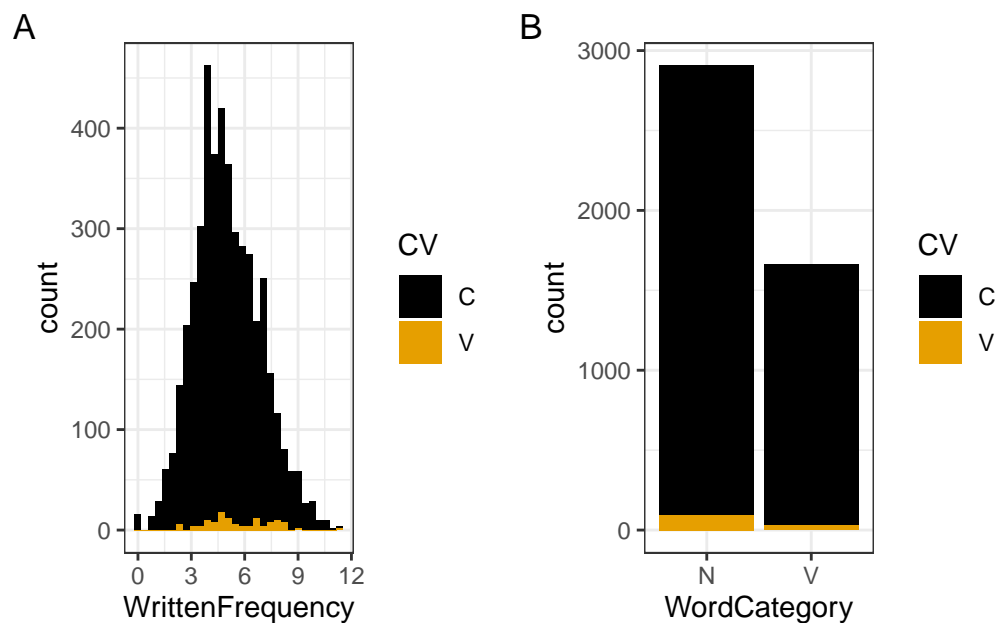 A
count
400
300
200
100
0
0 3 6 9 12
WrittenFrequency
CV
C
V
B
count
3000
2000
1000
0
N V
WordCategory
CV
C
V